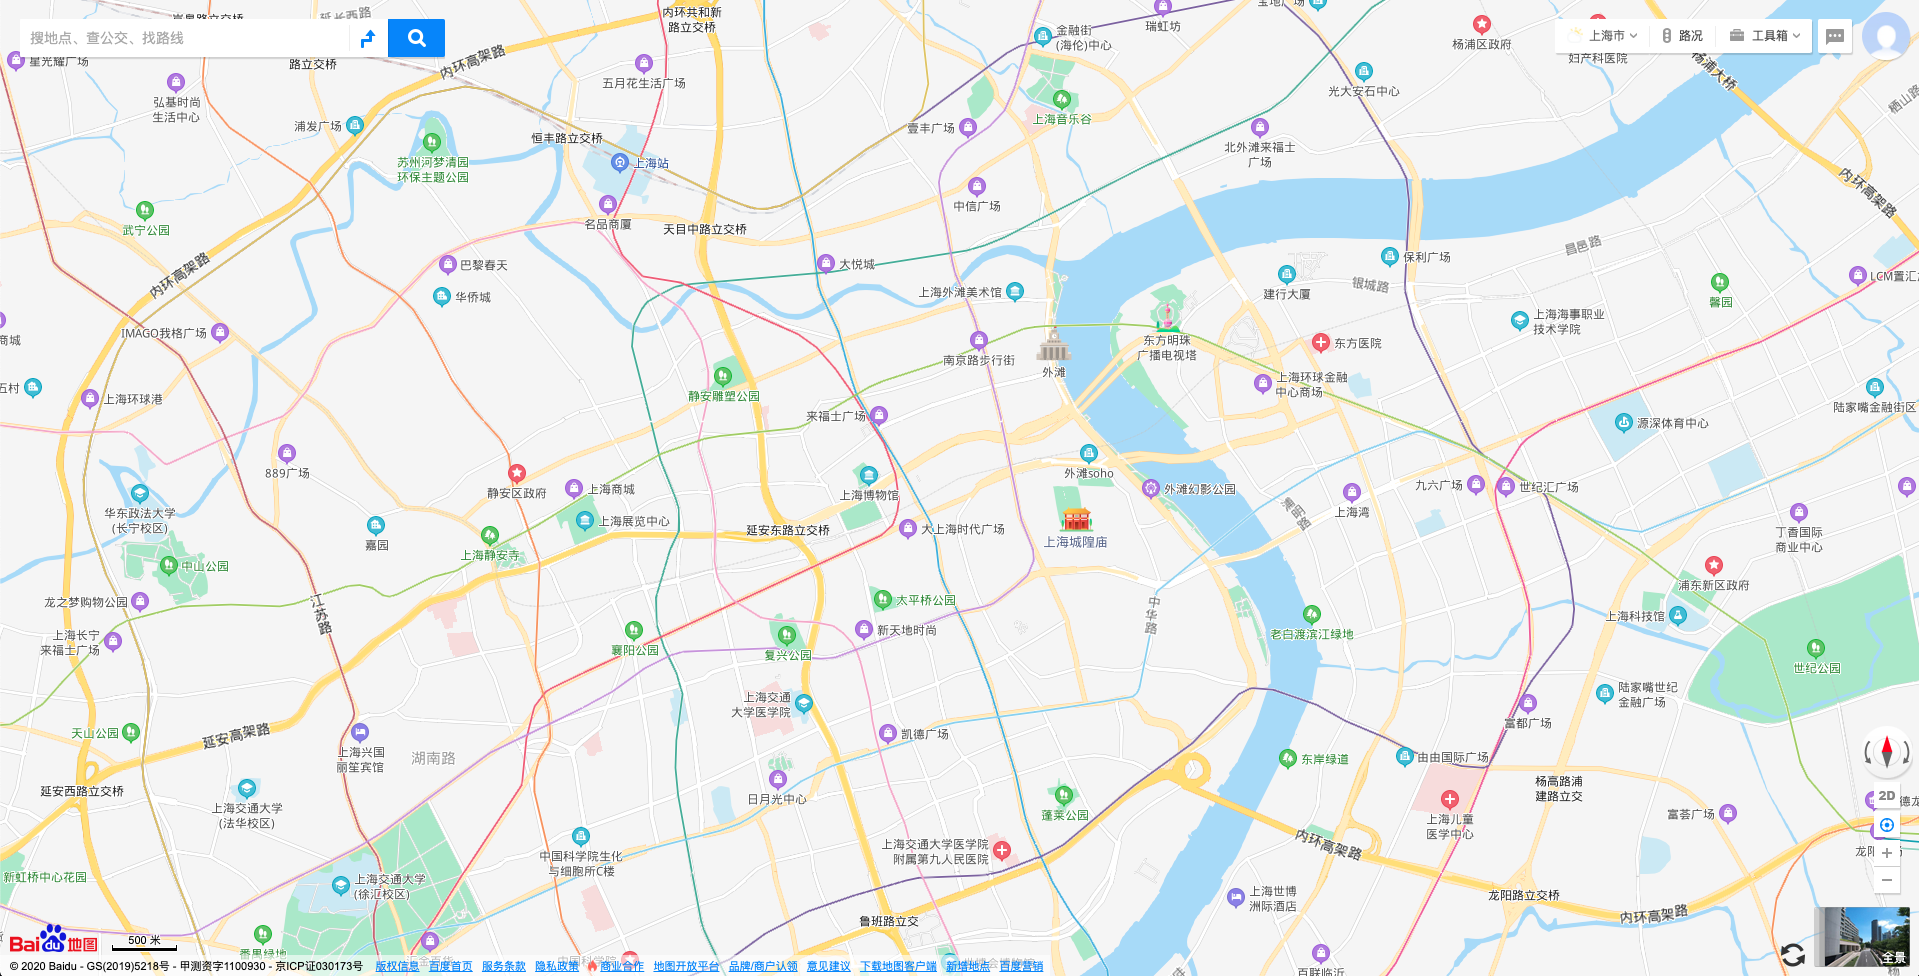 搜地点、查公交、找路线
上海市
路况
工具箱
星光耀广场
路立交桥
内环高架路
延长西路
内环共和新
路立交桥
五月花生活广场
金融街
(海伦)中心
瑞虹坊
杨浦区政府
妇产科医院
杨浦大桥
栖山路
光大安石中心
弘基时尚
生活中心
浦发广场
苏州河梦清园
环保主题公园
恒丰路立交桥
上海站
壹丰广场
上海音乐谷
北外滩来福士
广场
内环高架路
武宁公园
名品商厦
天目中路立交桥
中信广场
昌邑路
内环高架路
巴黎春天
大悦城
保利广场
华侨城
上海外滩美术馆
建行大厦
银城路
LCM置汇
馨园
IMAGO我格广场
商城
南京路步行街
外滩
东方明珠
广播电视塔
东方医院
上海海事职业
技术学院
五村
上海环球港
静安雕塑公园
来福士广场
上海环球金融
中心商场
陆家嘴金融街区
源深体育中心
889广场
静安区政府
上海商城
上海博物馆
外滩soho
外滩幻影公园
九六广场
世纪汇广场
华东政法大学
(长宁校区)
嘉园
上海展览中心
延安东路立交桥
大上海时代广场
上海城隍庙
浦明路
上海湾
丁香国际
商业中心
上海静安寺
中山公园
浦东新区政府
龙之梦购物公园
江苏路
太平桥公园
中华路
老白渡滨江绿地
上海科技馆
上海长宁
来福士广场
襄阳公园
复兴公园
新天地时尚
世纪公园
上海交通
大学医学院
陆家嘴世纪
金融广场
富都广场
天山公园
延安高架路
上海兴国
丽笙宾馆
湖南路
凯德广场
东岸绿道
由由国际广场
延安西路立交桥
上海交通大学
(法华校区)
日月光中心
蓬莱公园
杨高路浦
建路立交
2D
富荟广场
上海儿童
医学中心
内环高架路
中国科学院生化
与细胞所C楼
上海交通大学医学院
附属第九人民医院
新虹桥中心花园
上海交通大学
(徐汇校区)
上海世博
洲际酒店
龙阳路立交桥
鲁班路立交
内环高架路
番禺绿地
Bai du 地图
500 米
百联临沂
全景
© 2020 Baidu - GS(2019)5218号 - 甲测资字1100930 - 京ICP证030173号
版权信息 百度首页 服务条款 隐私政策 商业合作 地图开放平台 品牌/商户认领 意见建议 下载地图客户端 新增地点 百度营销